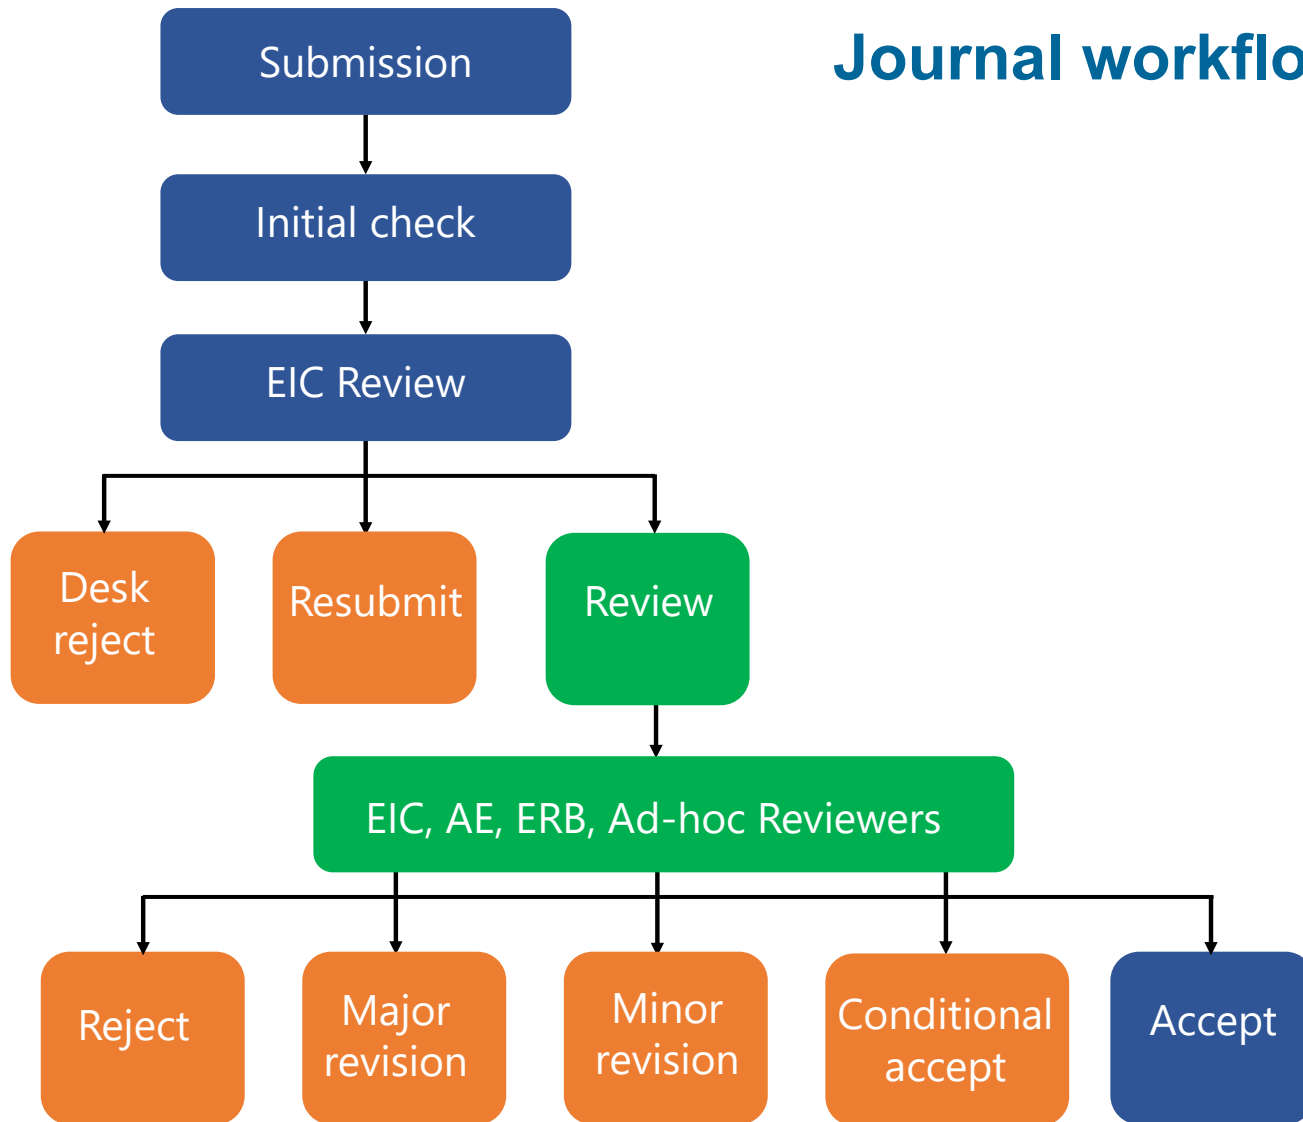 Journal workflo
Submission
Initial check
EIC Review
Desk
reject
Resubmit
Review
EIC, AE, ERB, Ad-hoc Reviewers
Reject
Major
revision
Minor
revision
Conditional
accept
Accept